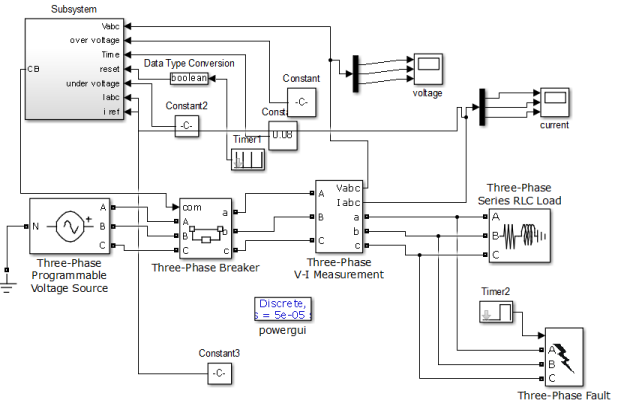 Subsystem
Vabc
over voltage
Time
reset
under voltage
Iabc
i ref
CB
Data Type Conversion
boolean
Constant
-C-
voltage
current
Constant2
-C-
0.08
Timer1
N
A
B
C
Three-Phase
Programmable
Voltage Source
com
A
B
C
a
b
c
Three-Phase Breaker
A
B
C
Vabc
Iabc
a
b
c
Three-Phase
V-I Measurement
Three-Phase
Series RLC Load
A
B
C
Discrete,
s = 5e-05
powergui
Timer2
A
B
C
Three-Phase Fault
Constant3
-C-